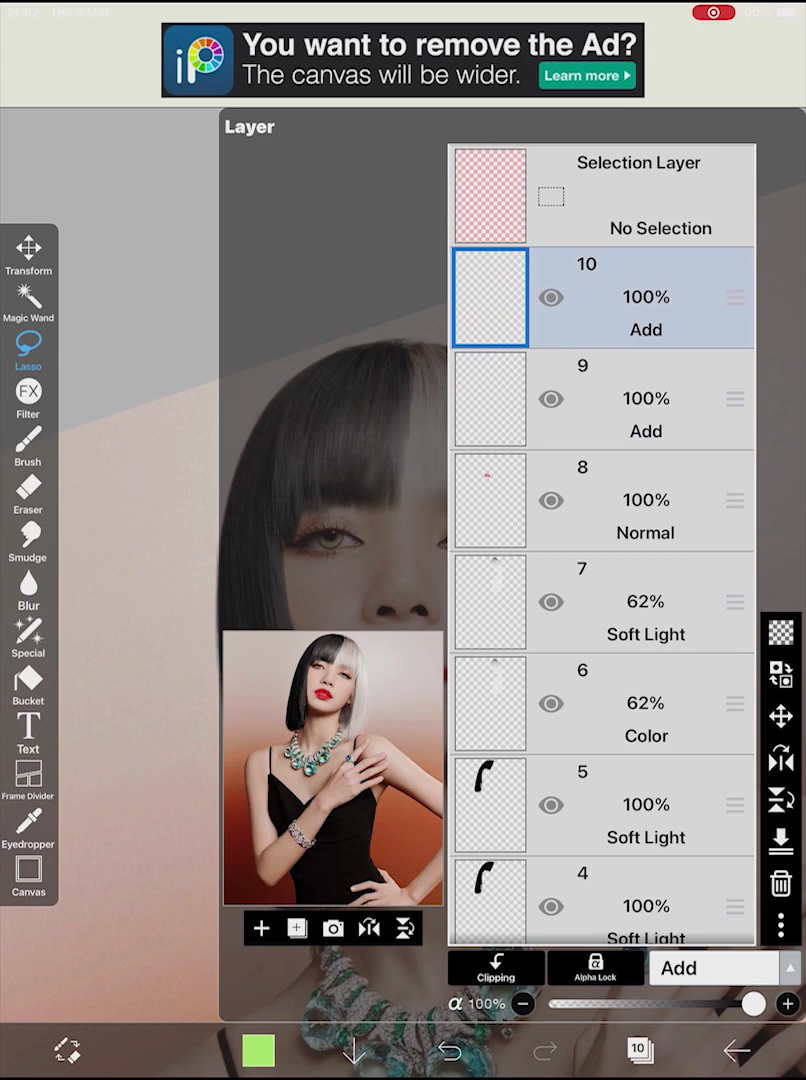 You want to remove the Ad?
The canvas will be wider.
Learn more
iP
Layer
Selection Layer
No Selection
10
100%
Add
9
100%
Add
8
100%
Normal
7
62%
Soft Light
6
62%
Color
5
100%
Soft Light
4
100%
Soft Light
Transform
Magic Wand
Lasso
FX
Filter
Brush
Eraser
Smudge
Blur
Special
Bucket
T
Text
Frame Divider
Eyedropper
Canvas
Clipping
Alpha Lock
Add
α 100%
10